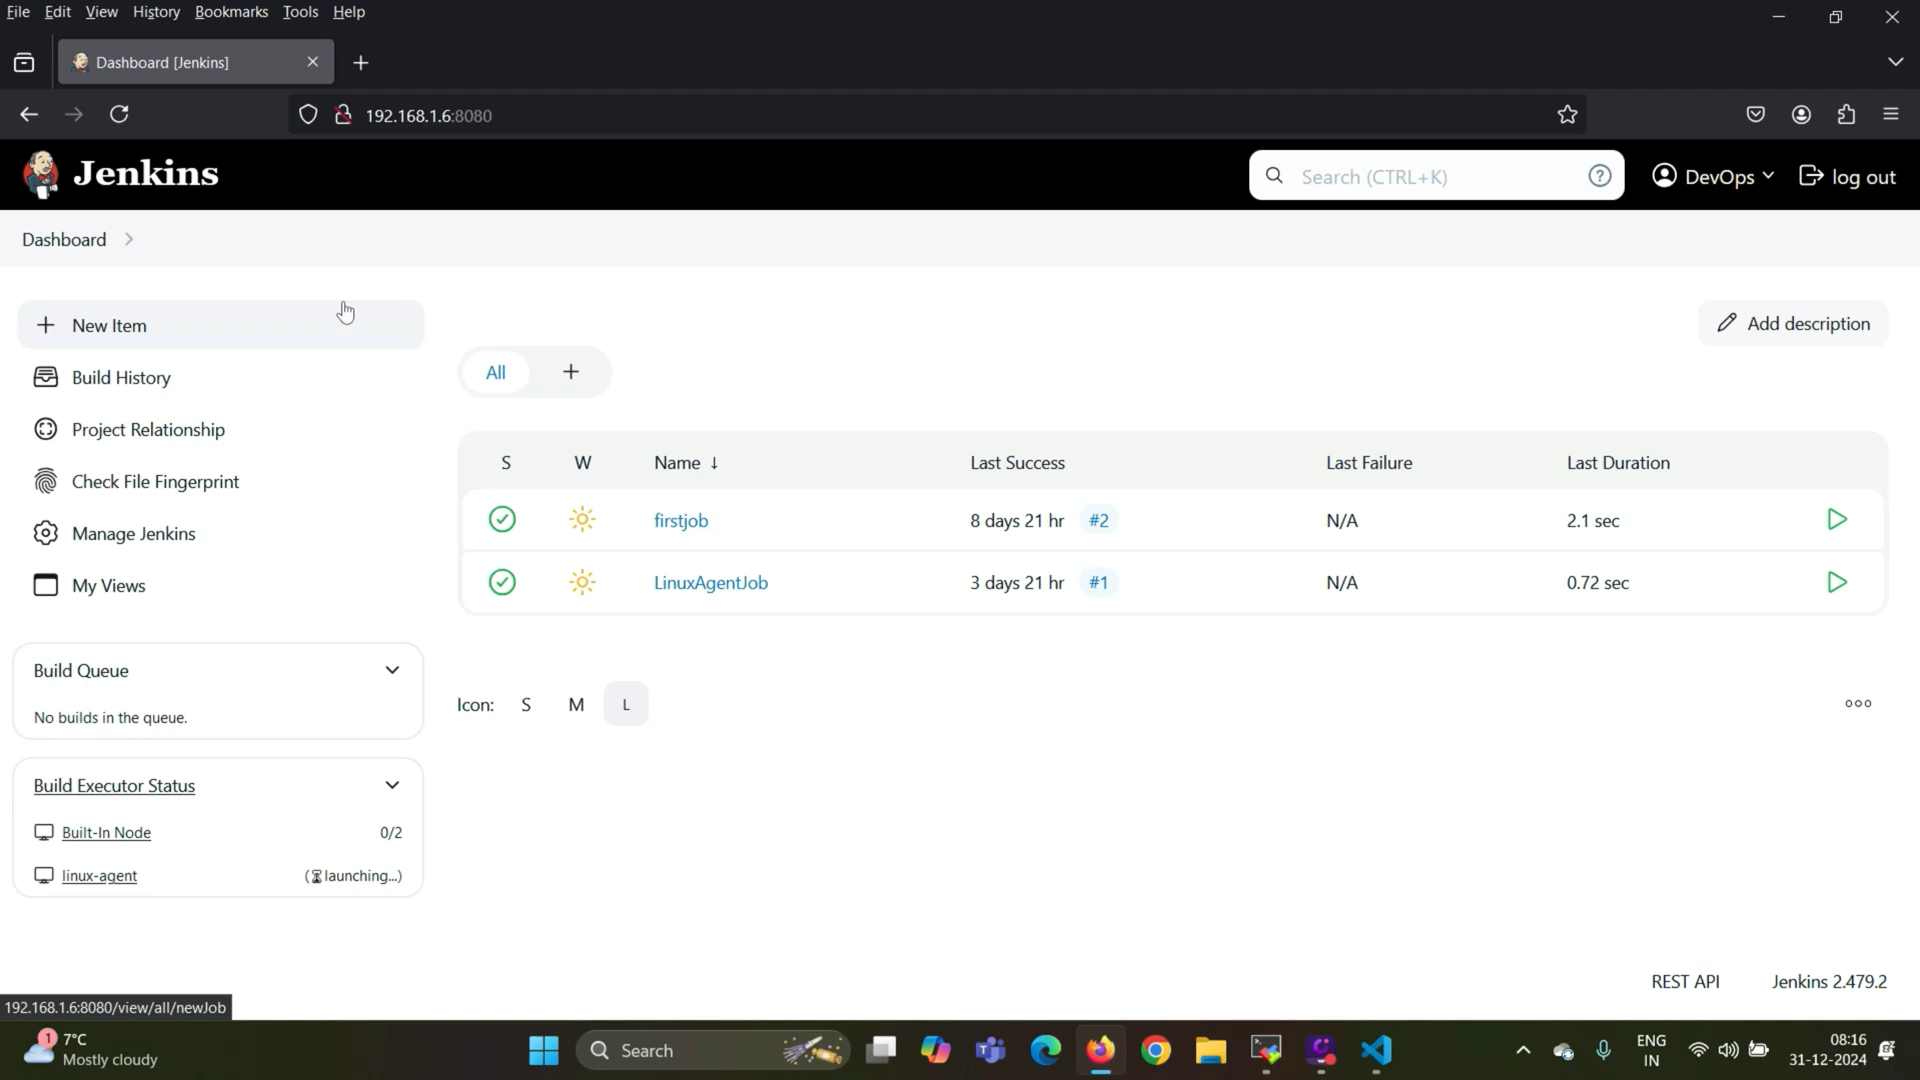 File Edit View History Bookmarks Tools Help
Dashboard [Jenkins]
192.168.1.6:8080
Jenkins
Search (CTRL+K)
DevOps
log out
Dashboard
New Item
Add description
Build History
All
Project Relationship
Check File Fingerprint
Manage Jenkins
My Views
S W Name ↓ Last Success Last Failure Last Duration
firstjob 8 days 21 hr #2 N/A 2.1 sec
LinuxAgentJob 3 days 21 hr #1 N/A 0.72 sec
Build Queue
No builds in the queue.
Icon: S M L
Build Executor Status
Built-In Node 0/2
linux-agent (launching...)
REST API Jenkins 2.479.2
192.168.1.6:8080/view/all/newJob
1
7°C
Mostly cloudy
Search
ENG
IN
08:16
31-12-2024